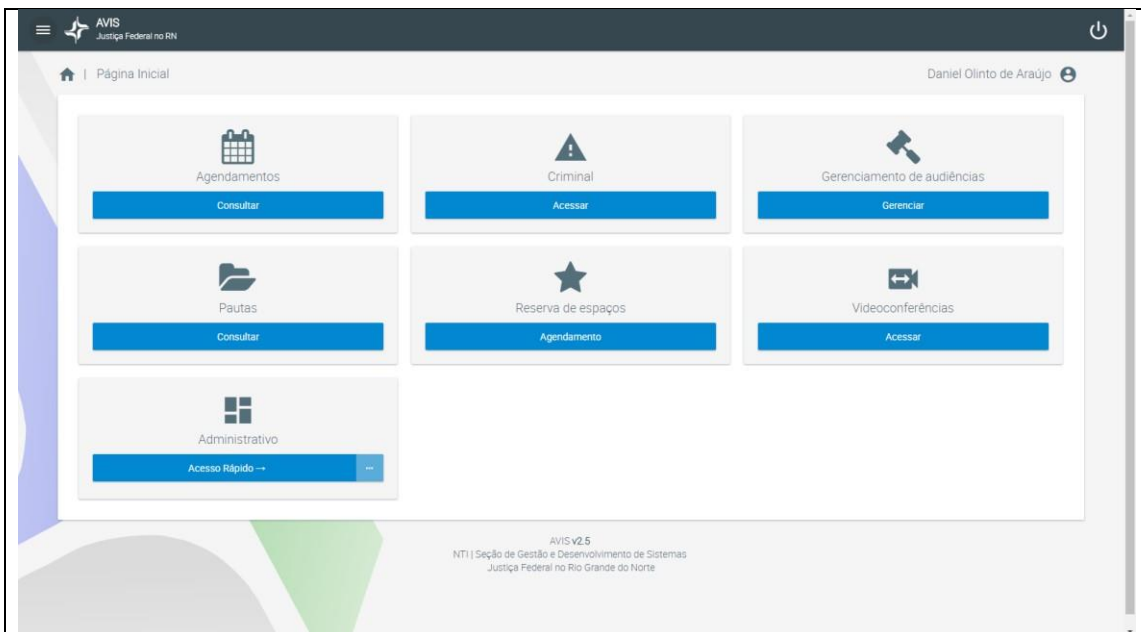 AVIS
Justiça Federal no RN
| Página Inicial
Daniel Olinto de Araújo
Agendamentos
Consultar
Criminal
Acessar
Gerenciamento de audiências
Gerenciar
Pautas
Consultar
Reserva de espaços
Agendamento
Videoconferências
Acessar
Administrativo
Acesso Rápido →
...
AVIS v2.5
NTI | Seção de Gestão e Desenvolvimento de Sistemas
Justiça Federal no Rio Grande do Norte